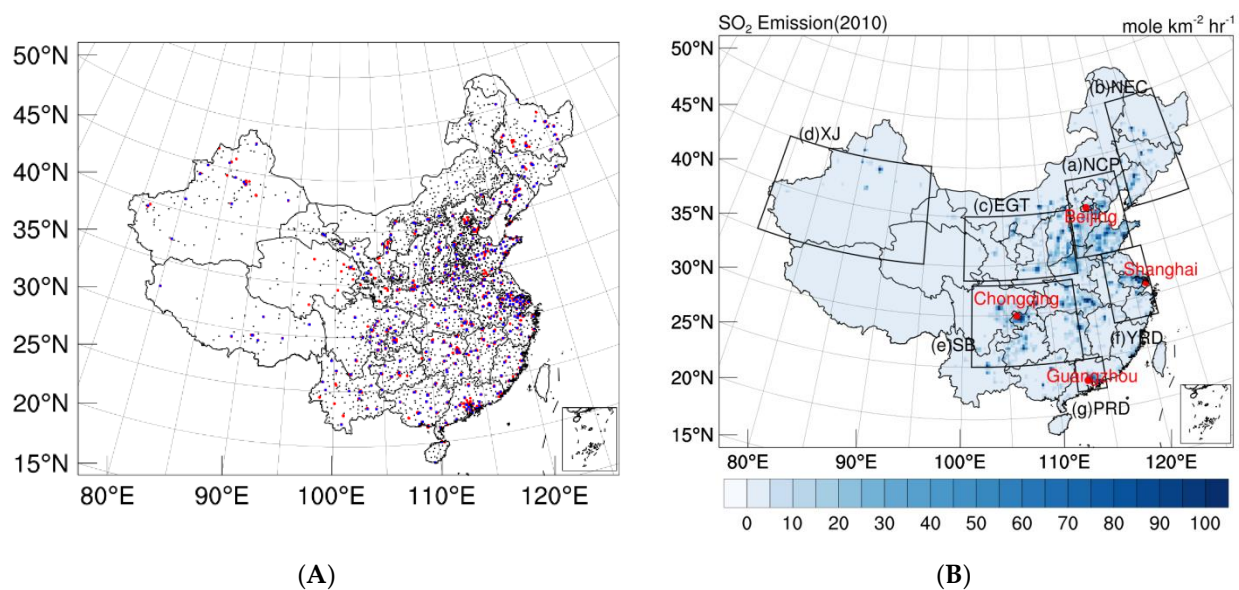 50°N
45°N
40°N
35°N
30°N
25°N
20°N
15°N
80°E 90°E 100°E 110°E 120°E
(A)
SO2 Emission(2010) mole km-2 hr-1
50°N
45°N
40°N
35°N
30°N
25°N
20°N
15°N
(b)NEC
(d)XJ
(a)NCP
(c)EGT
Beijing
Shanghai
Chongqing
(e)SB
(f)YRD
Guangzhou
(g)PRD
80°E 90°E 100°E 110°E 120°E
0 10 20 30 40 50 60 70 80 90 100
(B)